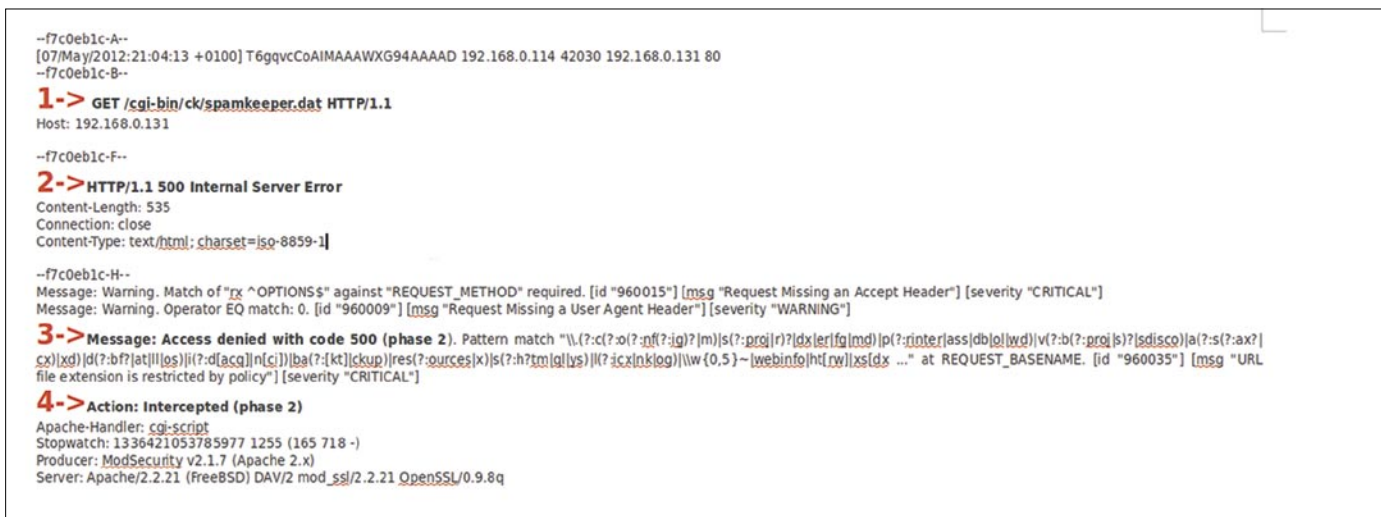 --f7c0eb1c-A--
[07/May/2012:21:04:13 +0100] T6gqvcCoAIMAAAWXG94AAAAD 192.168.0.114 42030 192.168.0.131 80
--f7c0eb1c-B--
1-> GET /cgi-bin/ck/spamkeeper.dat HTTP/1.1
Host: 192.168.0.131
--f7c0eb1c-F--
2->HTTP/1.1 500 Internal Server Error
Content-Length: 535
Connection: close
Content-Type: text/html; charset=iso-8859-1
--f7c0eb1c-H--
Message: Warning. Match of "rx ^OPTIONS$" against "REQUEST_METHOD" required. [id "960015"] [msg "Request Missing an Accept Header"] [severity "CRITICAL"]
Message: Warning. Operator EQ match: 0. [id "960009"] [msg "Request Missing a User Agent Header"] [severity "WARNING"]
3->Message: Access denied with code 500 (phase 2). Pattern match "\\.(?:c(?:o(?:nf(?:ig)?|m)|s(?:proj|r)?|dx|er|fg|md)|p(?:rinter|ass|db|ol|wd)|v(?:b(?:proj|s)?|sdisco)|a(?:s(?:ax?|
cx)|xd)|d(?:bf?|at|ll|os)|i(?:d[acq]|n[ci])|ba(?:[kt]|ckup)|res(?:ources|x)|s(?:h?tm|ql|ys)|l(?:icx|nk|og)|\\w{0,5}~|webinfo|ht[rw]|xs[dx ..." at REQUEST_BASENAME. [id "960035"] [msg "URL
file extension is restricted by policy"] [severity "CRITICAL"]
4->Action: Intercepted (phase 2)
Apache-Handler: cgi-script
Stopwatch: 1336421053785977 1255 (165 718 -)
Producer: ModSecurity v2.1.7 (Apache 2.x)
Server: Apache/2.2.21 (FreeBSD) DAV/2 mod_ssl/2.2.21 OpenSSL/0.9.8q